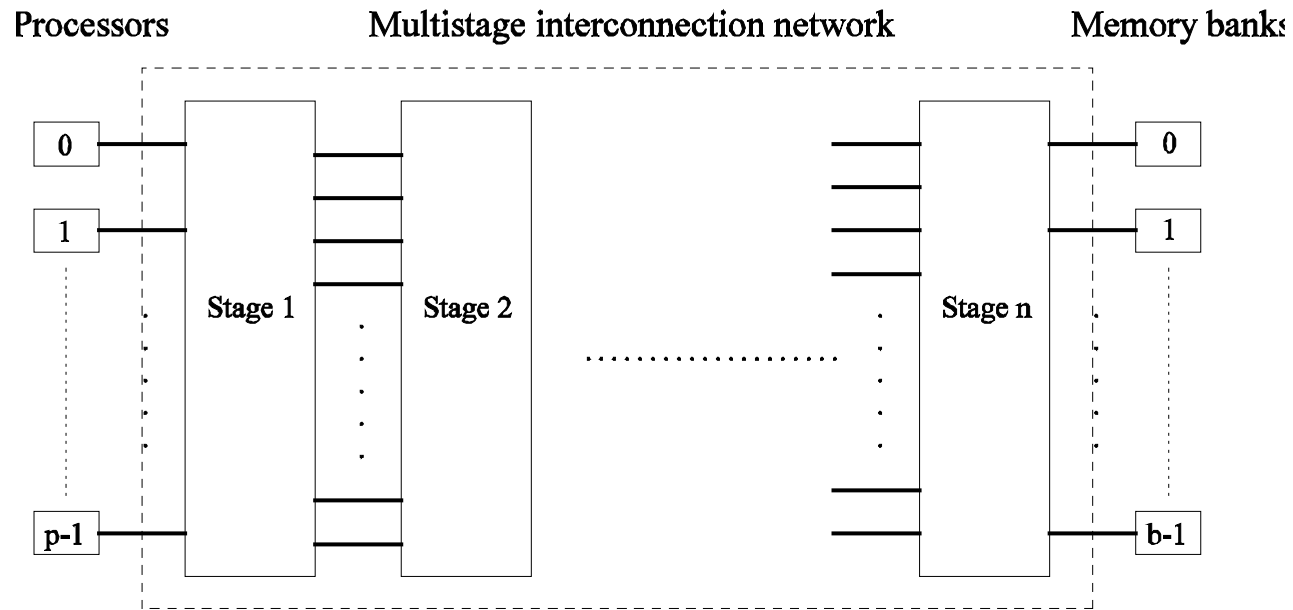 Processors
Multistage interconnection network
Memory banks
0
0
1
1
Stage 1
Stage 2
Stage n
p-1
b-1